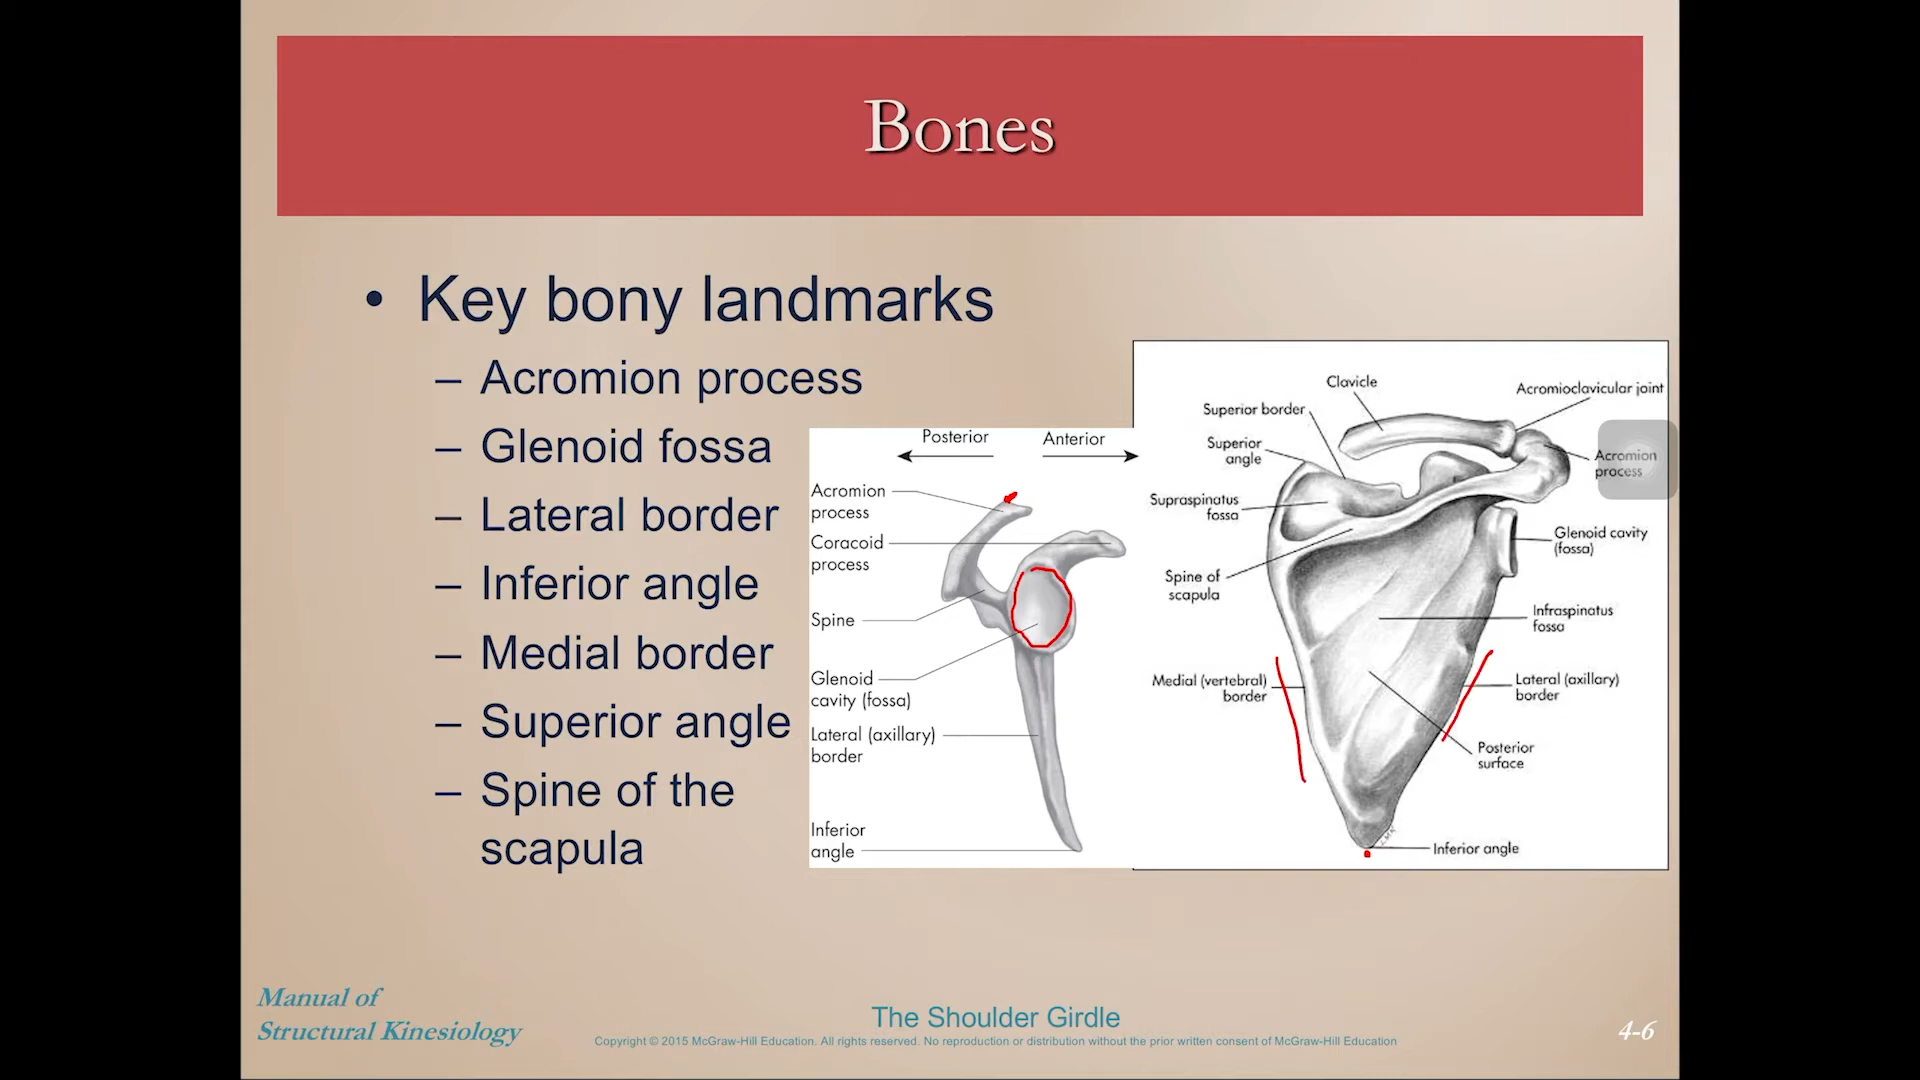 Bones
• Key bony landmarks
– Acromion process
– Glenoid fossa
– Lateral border
– Inferior angle
– Medial border
– Superior angle
– Spine of the
scapula
Posterior
Anterior
Acromion
process
Coracoid
process
Spine
Glenoid
cavity (fossa)
Lateral (axillary)
border
Inferior
angle
Clavicle
Acromioclavicular joint
Superior border
Superior
angle
Acromion
process
Supraspinatus
fossa
Glenoid cavity
(fossa)
Spine of
scapula
Infraspinatus
fossa
Medial (vertebral)
border
Lateral (axillary)
border
Posterior
surface
Inferior angle
Manual of
Structural Kinesiology
The Shoulder Girdle
Copyright © 2015 McGraw-Hill Education. All rights reserved. No reproduction or distribution without the prior written consent of McGraw-Hill Education
4-6